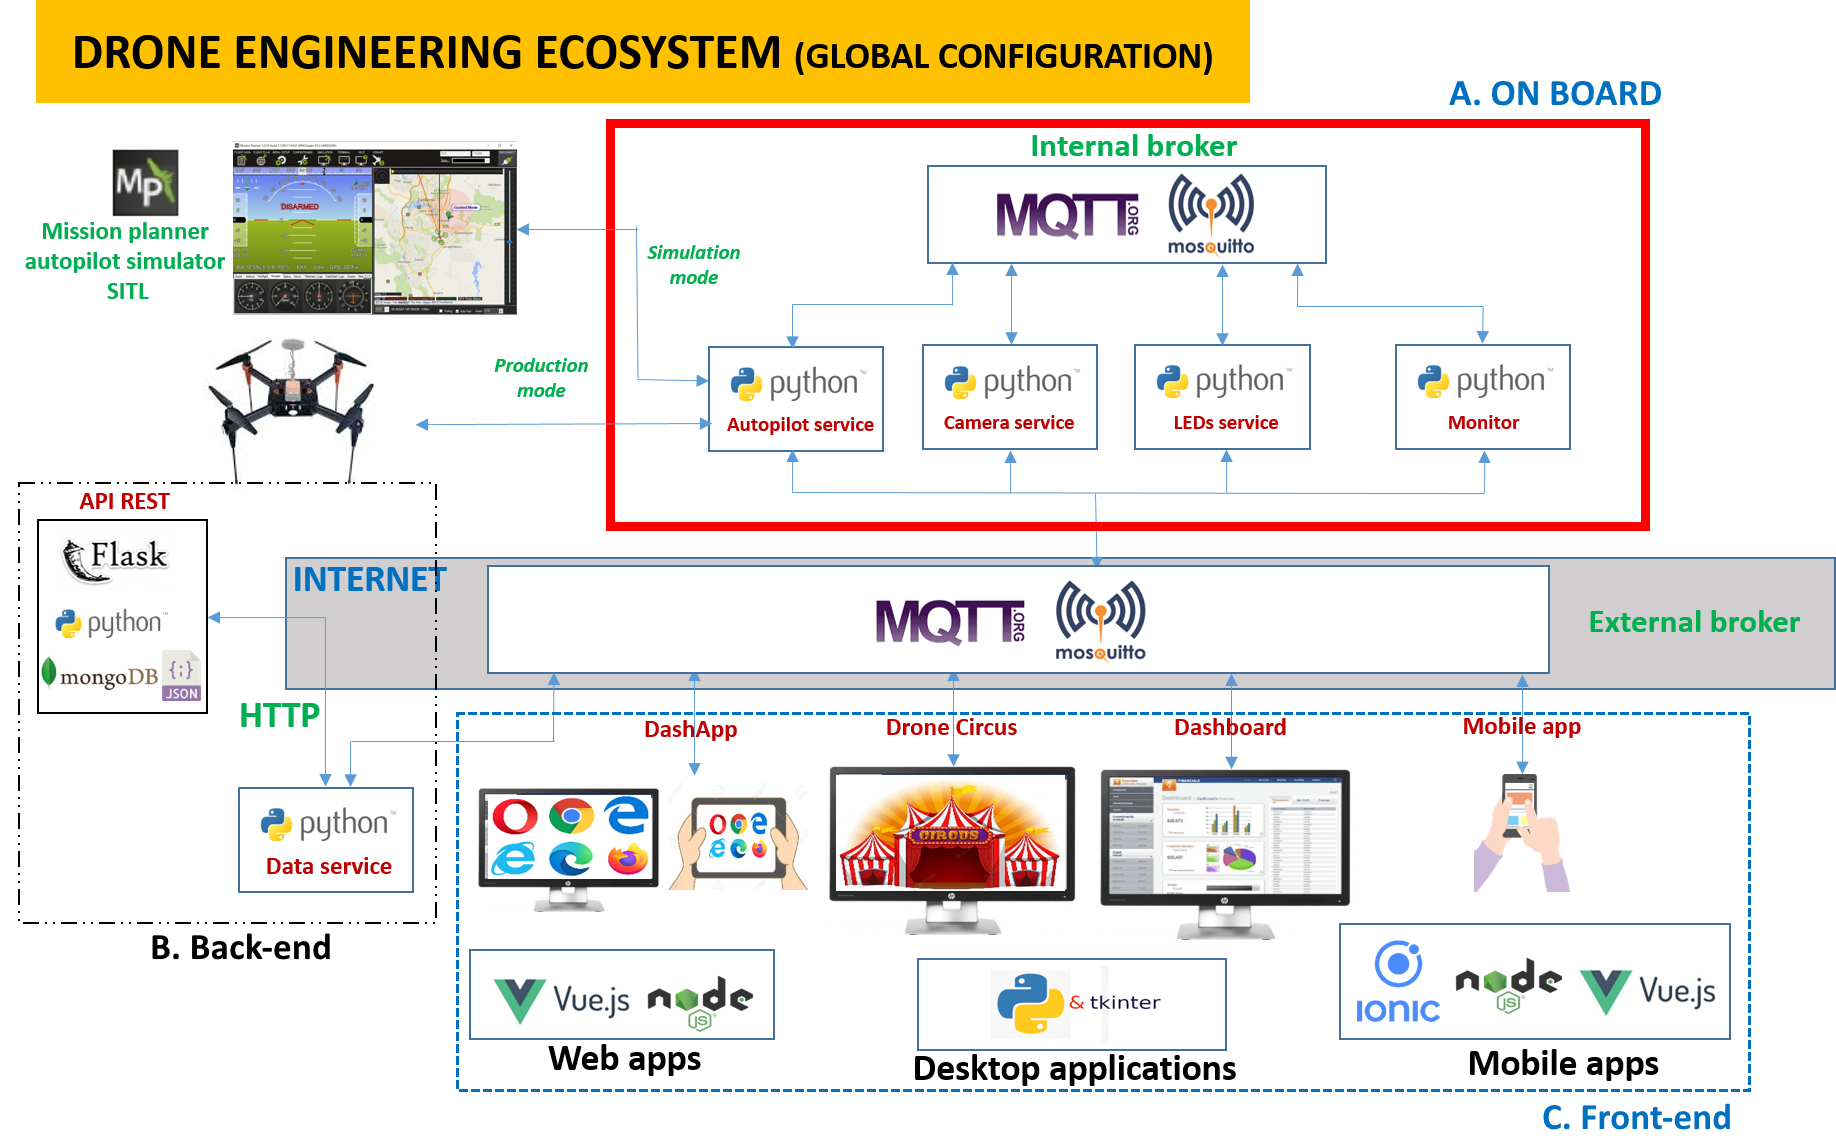 DRONE ENGINEERING ECOSYSTEM (GLOBAL CONFIGURATION)
A. ON BOARD
Internal broker
MQTT.ORG
mosquitto
MP
Mission planner
autopilot simulator
SITL
DISARMED
Guided Mode
Simulation
mode
Production
mode
python
Autopilot service
python
Camera service
python
LEDs service
python
Monitor
API REST
Flask
python
mongoDB
{;}
JSON
HTTP
python
Data service
B. Back-end
INTERNET
MQTT.ORG
mosquitto
External broker
DashApp
Drone Circus
Dashboard
Mobile app
CIRCUS
Dashboard
Vue.js
node
JS
Web apps
& tkinter
Desktop applications
IONIC
node
JS
Vue.js
Mobile apps
C. Front-end